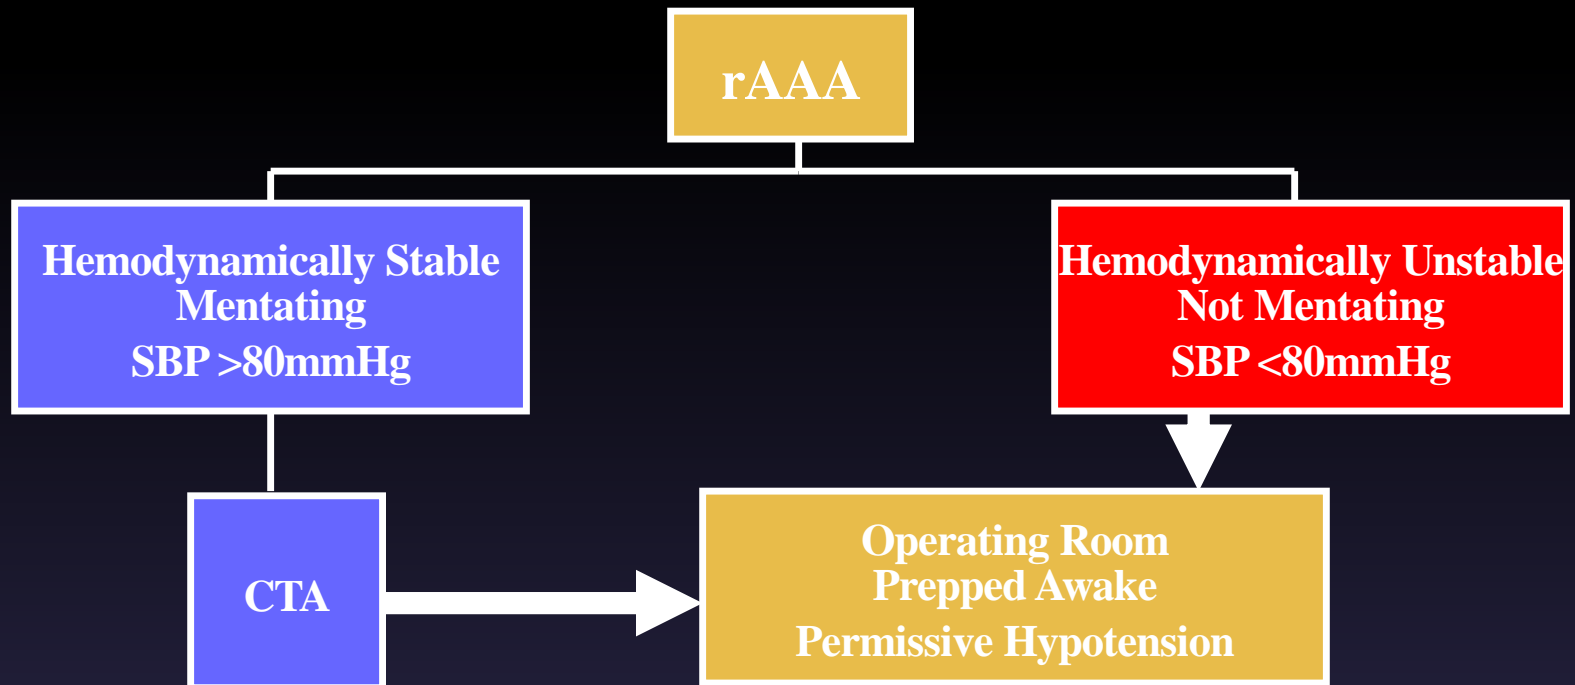 rAAA
Hemodynamically Stable
Mentating
SBP >80mmHg
Hemodynamically Unstable
Not Mentating
SBP <80mmHg
CTA
Operating Room
Prepped Awake
Permissive Hypotension